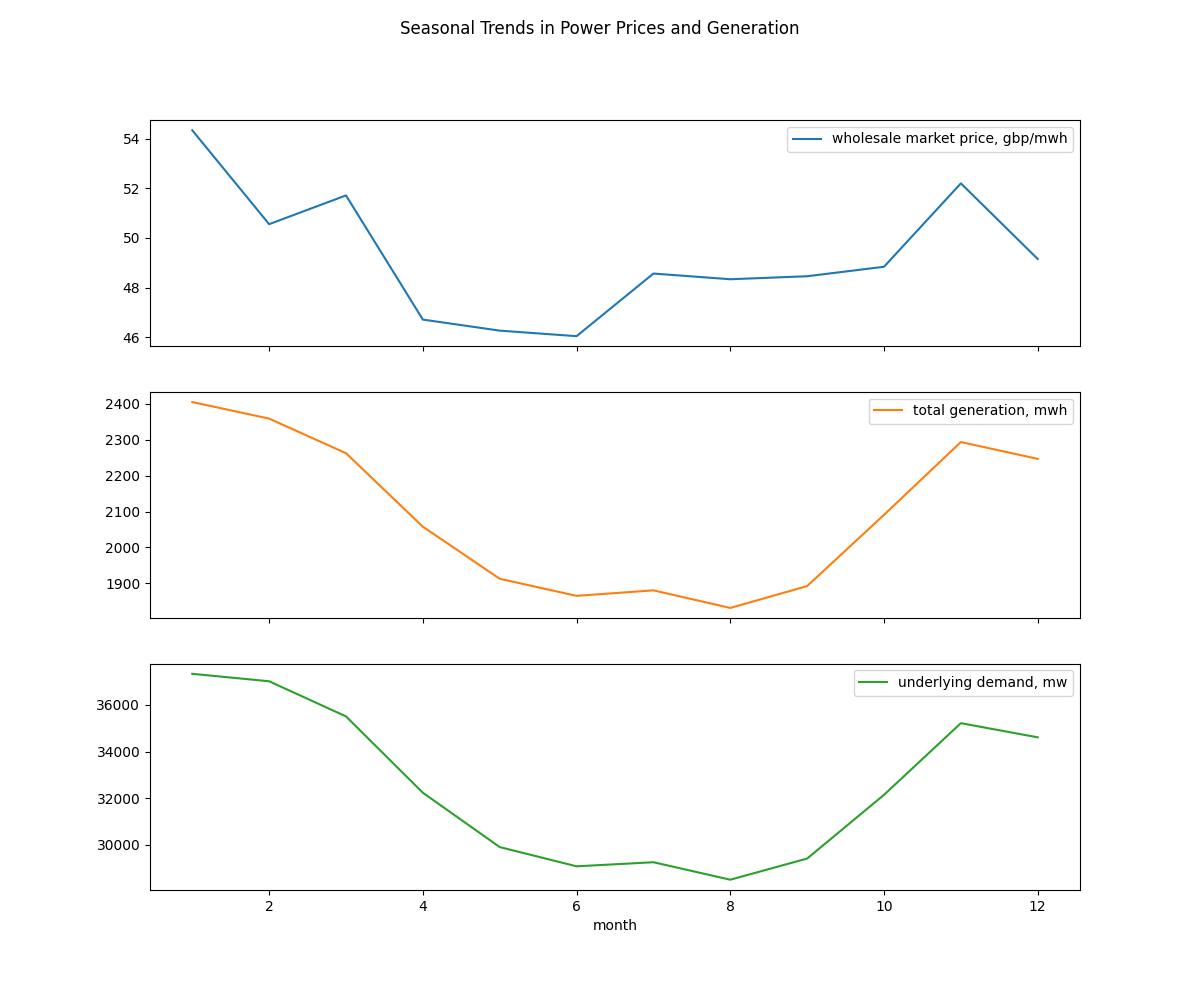 Seasonal Trends in Power Prices and Generation
54
52
50
48
46
wholesale market price, gbp/mwh
2400
2300
2200
2100
2000
1900
total generation, mwh
36000
34000
32000
30000
underlying demand, mw
2 4 6 8 10 12
month